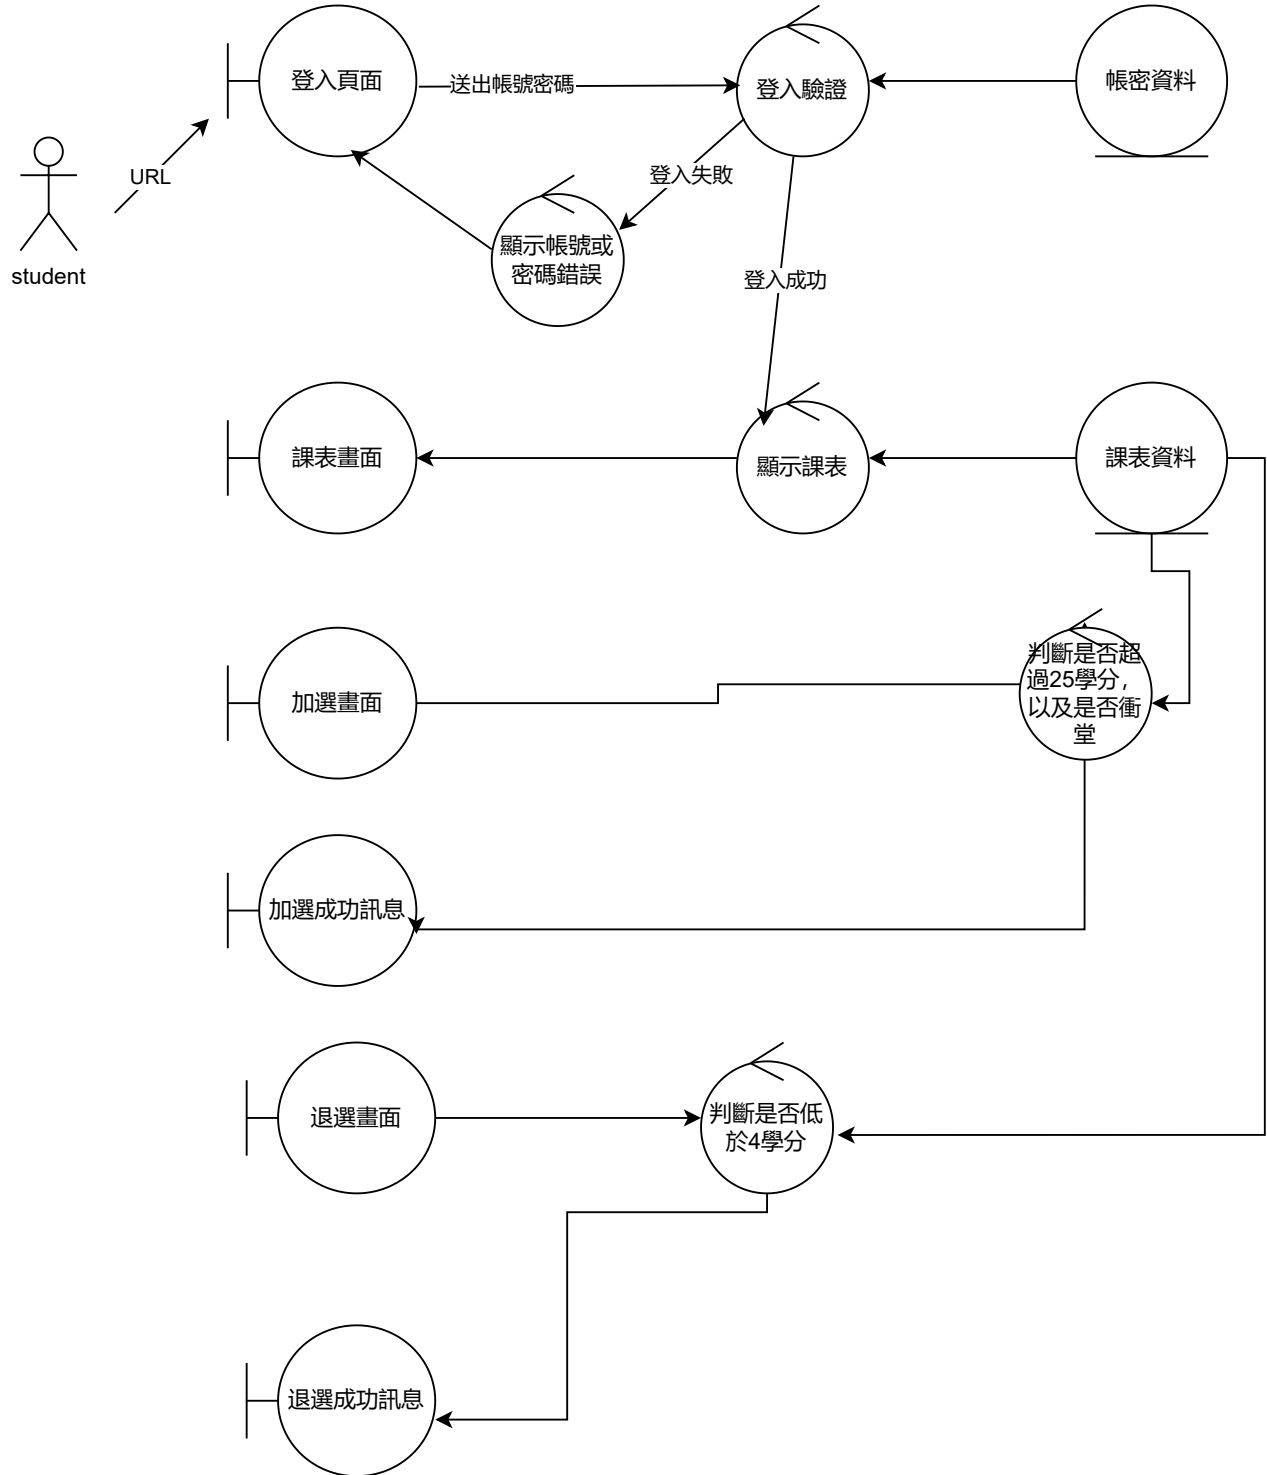 登入頁面
送出帳號密碼
登入驗證
帳密資料
URL
登入失敗
student
顯示帳號或
密碼錯誤
登入成功
課表畫面
顯示課表
課表資料
加選畫面
判斷是否超
過25學分，
以及是否衝
堂
加選成功訊息
退選畫面
判斷是否低
於4學分
退選成功訊息